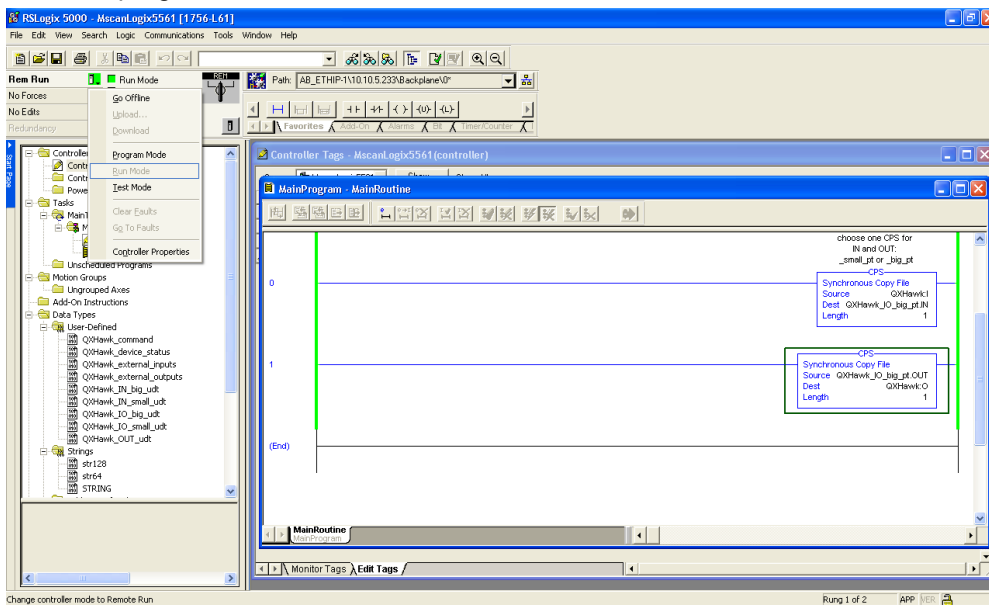 RSLogix 5000 - MscanLogix5561 [1756-L61]
File Edit View Search Logic Communications Tools Window Help
Rem Run
Run Mode
REM
Path: AB_ETHIP-1\10.10.5.233\Backplane\0*
No Forces
No Edits
Redundancy
Go Offline
Upload...
Download
Program Mode
Run Mode
Test Mode
Clear Faults
Go To Faults
Controller Properties
Favorites Add-On Alarms Bit Timer/Counter
Start Page
Controller
Cont
Contr
Powe
Tasks
MainT
M
Unscheduled Programs
Motion Groups
Ungrouped Axes
Add-On Instructions
Data Types
User-Defined
QXHawk_command
QXHawk_device_status
QXHawk_external_inputs
QXHawk_external_outputs
QXHawk_IN_big_udt
QXHawk_IN_small_udt
QXHawk_IO_big_udt
QXHawk_IO_small_udt
QXHawk_OUT_udt
Strings
str128
str64
STRING
Controller Tags - MscanLogix5561(controller)
MainProgram - MainRoutine
choose one CPS for
IN and OUT:
_small_pt or _big_pt
0
CPS
Synchronous Copy File
Source QXHawk:I
Dest QXHawk_IO_big_pt.IN
Length 1
1
CPS
Synchronous Copy File
Source QXHawk_IO_big_pt.OUT
Dest QXHawk:O
Length 1
(End)
MainRoutine
MainProgram
Monitor Tags Edit Tags
Change controller mode to Remote Run
Rung 1 of 2
APP VER